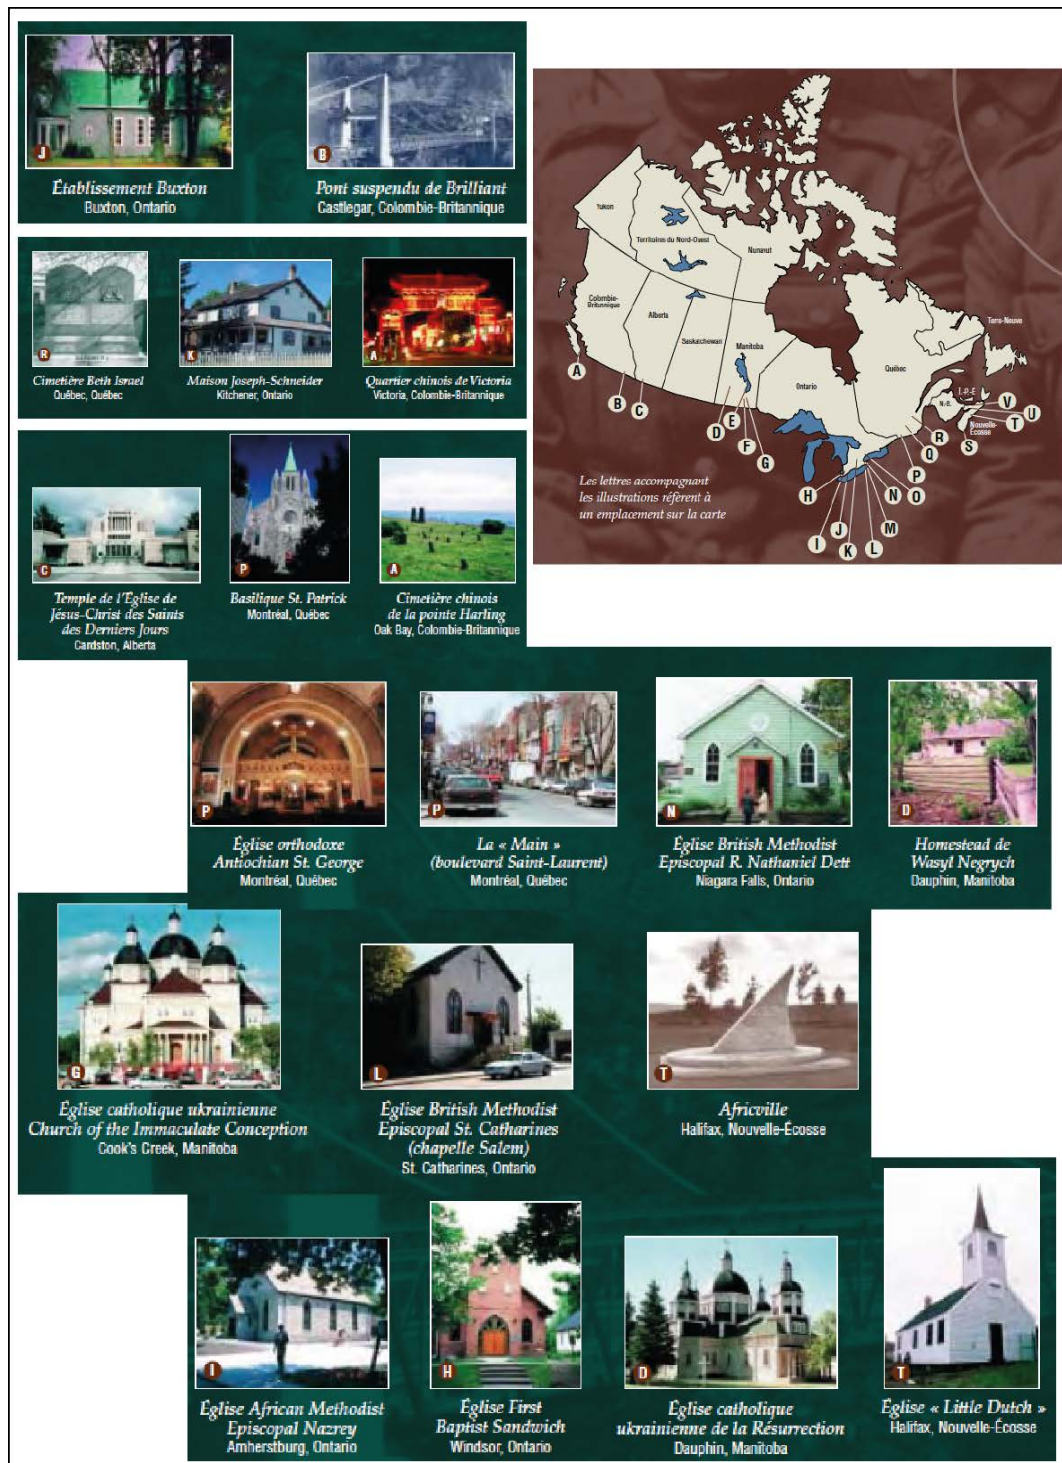 J
Établissement Buxton
Buxton, Ontario
B
Pont suspendu de Brilliant
Castlegar, Colombie-Britannique
R
Cimetière Beth Israel
Québec, Québec
K
Maison Joseph-Schneider
Kitchener, Ontario
A
Quartier chinois de Victoria
Victoria, Colombie-Britannique
C
Temple de l'Église de
Jésus-Christ des Saints
des Derniers Jours
Cardston, Alberta
P
Basilique St. Patrick
Montréal, Québec
A
Cimetière chinois
de la pointe Harling
Oak Bay, Colombie-Britannique
Yukon
Territoires du Nord-Ouest
Nunavut
Colombie-
Britannique
Alberta
Saskatchewan
Manitoba
Ontario
Québec
Terre-Neuve
Î.-P.-É
N.-B.
Nouvelle-
Écosse
A
B
C
D
E
F
G
H
I
J
K
L
M
N
O
P
Q
R
S
T
U
V
Les lettres accompagnant
les illustrations réfèrent à
un emplacement sur la carte
P
Église orthodoxe
Antiochian St. George
Montréal, Québec
P
La « Main »
(boulevard Saint-Laurent)
Montréal, Québec
N
Église British Methodist
Episcopal R. Nathaniel Dett
Niagara Falls, Ontario
D
Homestead de
Wasyl Negrych
Dauphin, Manitoba
G
Église catholique ukrainienne
Church of the Immaculate Conception
Cook's Creek, Manitoba
L
Église British Methodist
Episcopal St. Catharines
(chapelle Salem)
St. Catharines, Ontario
T
Africville
Halifax, Nouvelle-Écosse
I
Église African Methodist
Episcopal Nazrey
Amherstburg, Ontario
H
Église First
Baptist Sandwich
Windsor, Ontario
D
Église catholique
ukrainienne de la Résurrection
Dauphin, Manitoba
T
Église « Little Dutch »
Halifax, Nouvelle-Écosse